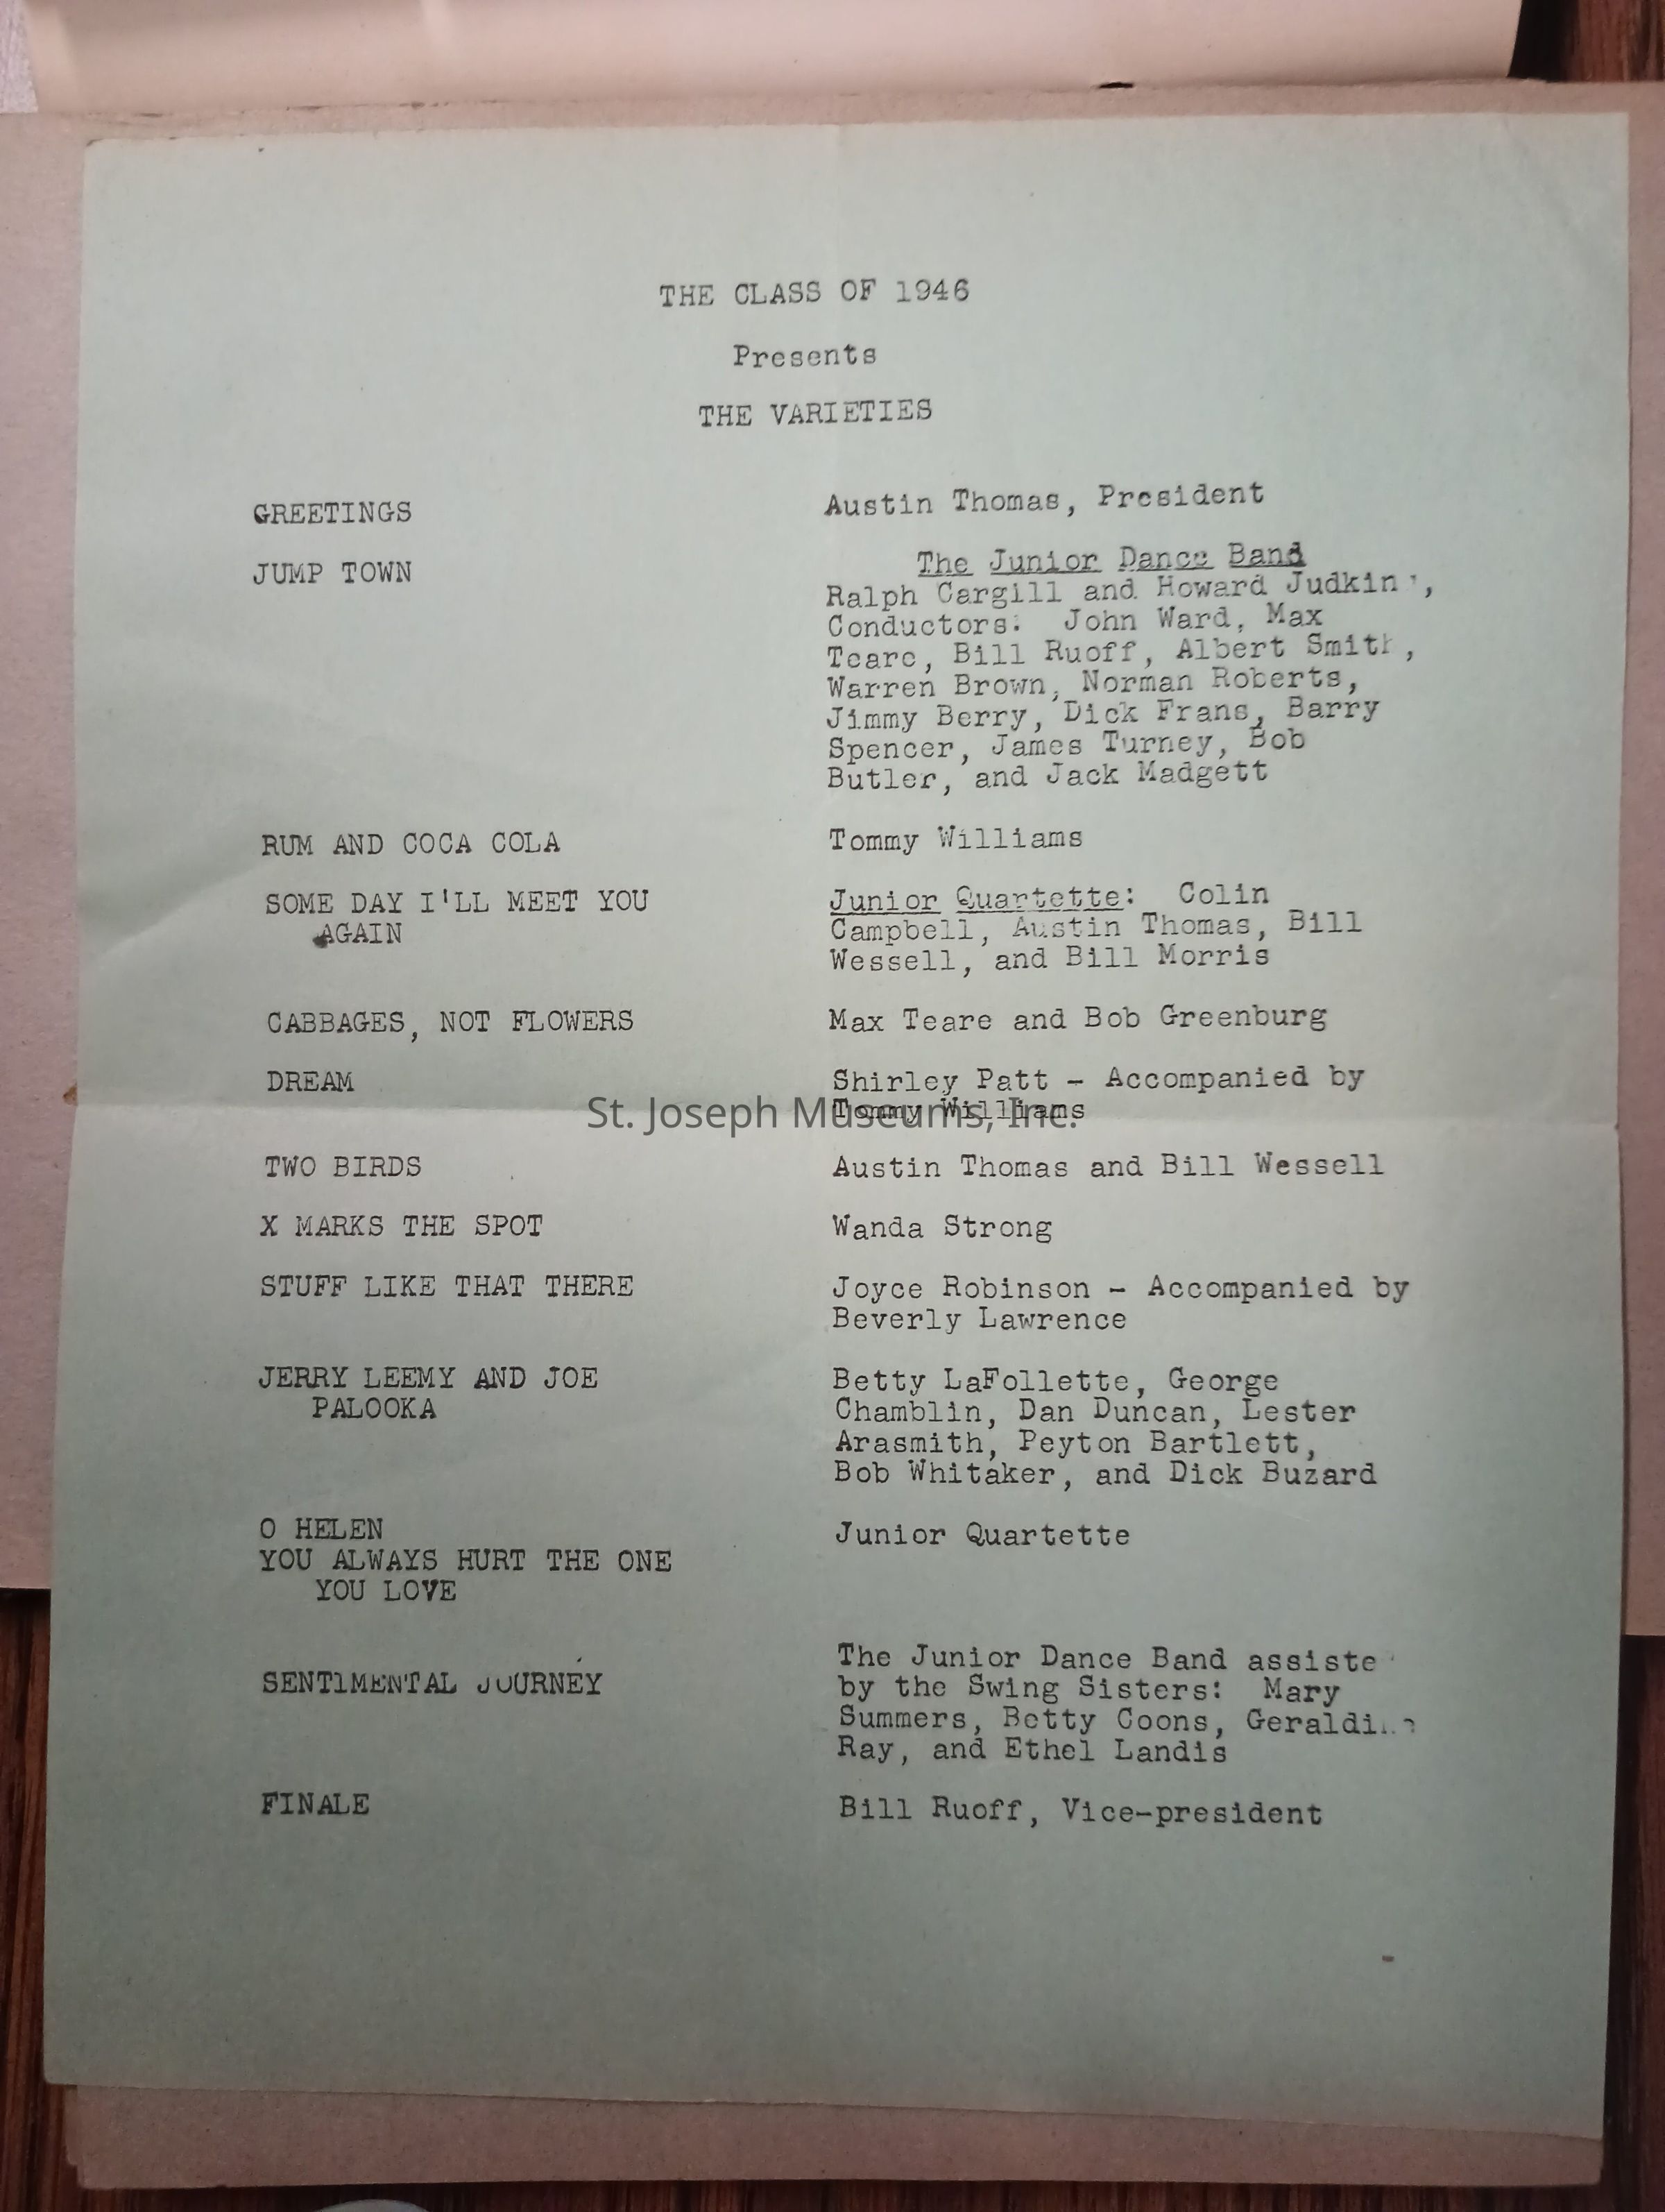 THE CLASS OF 1946
Presents
THE VARIETIES
GREETINGS
Austin Thomas, President
JUMP TOWN
The Junior Dance Band
Ralph Cargill and Howard
Conductors: John Ward, Max
Teare, Bill Ruoff, Albert Smith,
Warren Brown, Norman Roberts,
Jimmy Berry, Dick Frans, Barry
Spencer, James Turney, Bob
Butler, and Jack Madgett
RUM AND COCA COLA
Tommy Williams
SOME DAY I'LL MEET YOU
AGAIN
Junior Quartette: Colin
Campbell, Austin Thomas, Bill
Wessell, and Bill Morris
CABBAGES, NOT FLOWERS
Max Teare and Bob Greenburg
DREAM
Shirley Patt - Accompanied by
Tommy Williams
St. Joseph Museums, Inc.
TWO BIRDS
Austin Thomas and Bill Wessell
X MARKS THE SPOT
Wanda Strong
STUFF LIKE THAT THERE
Joyce Robinson - Accompanied by
Beverly Lawrence
JERRY LEEMY AND JOE
PALOOKA
Betty LaFollette, George
Chamblin, Dan Duncan, Lester
Arasmith, Peyton Bartlett,
Bob Whitaker, and Dick Buzard
O HELEN
YOU ALWAYS HURT THE ONE
YOU LOVE
Junior Quartette
SENTIMENTAL JOURNEY
The Junior Dance Band assiste
by the Swing Sisters: Mary
Summers, Betty Coons,
Ray, and Ethel Landis
FINALE
Bill Ruoff, Vice-president